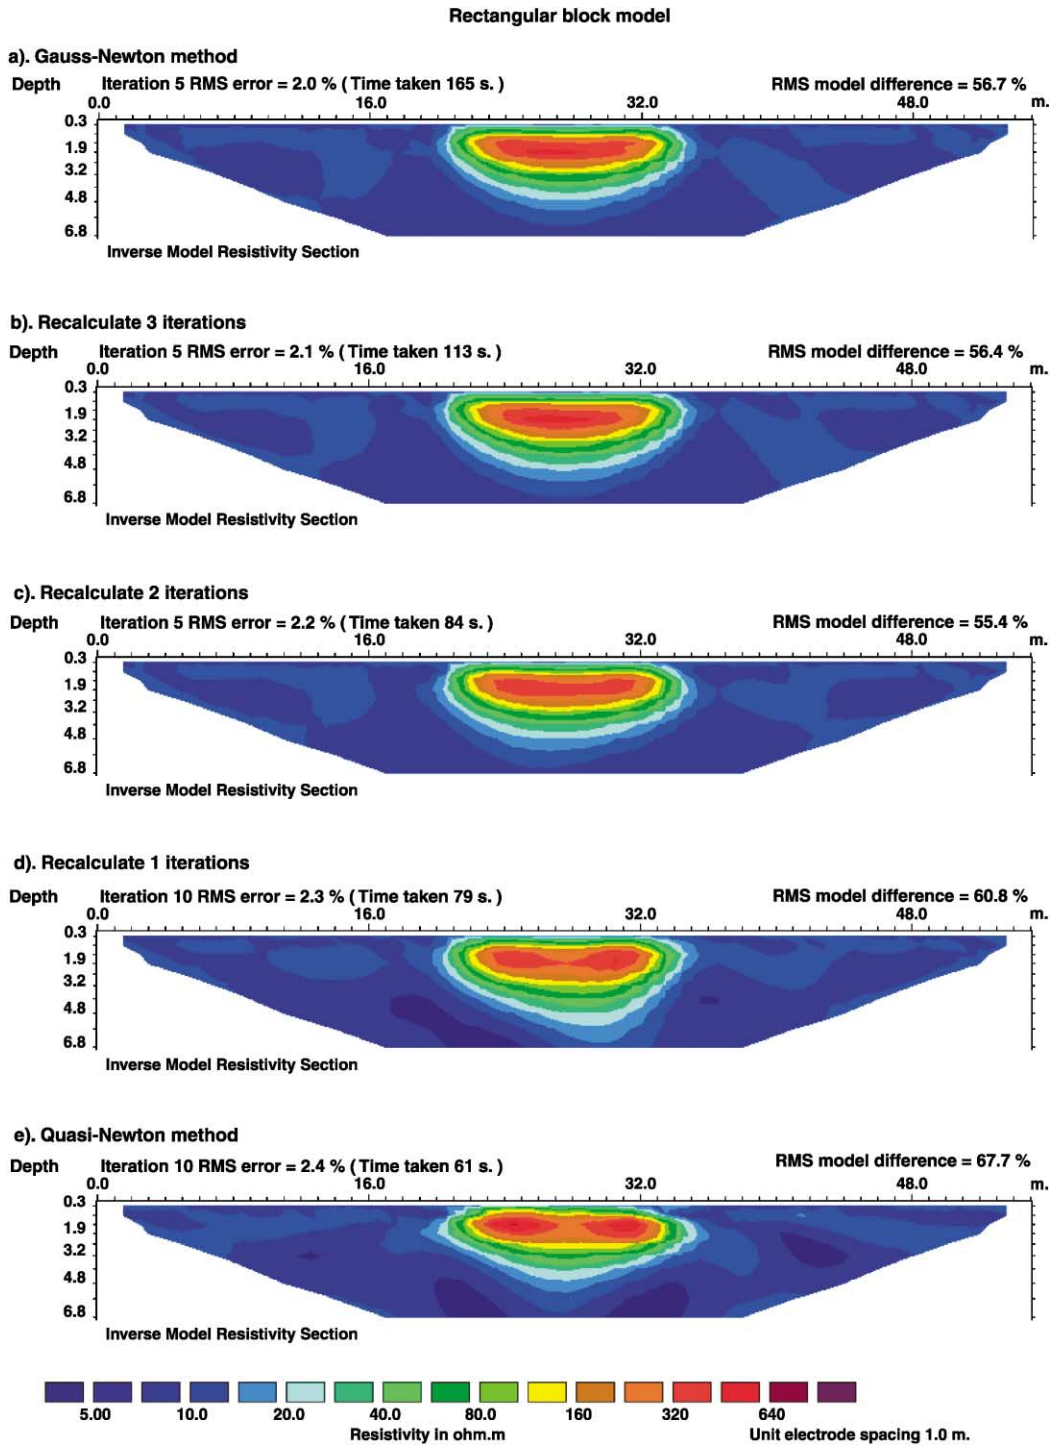 Rectangular block model
a). Gauss-Newton method
Depth Iteration 5 RMS error = 2.0 % ( Time taken 165 s. ) RMS model difference = 56.7 %
0.0 16.0 32.0 48.0 m.
0.3
1.9
3.2
4.8
6.8
Inverse Model Resistivity Section
b). Recalculate 3 iterations
Depth Iteration 5 RMS error = 2.1 % ( Time taken 113 s. ) RMS model difference = 56.4 %
0.0 16.0 32.0 48.0 m.
0.3
1.9
3.2
4.8
6.8
Inverse Model Resistivity Section
c). Recalculate 2 iterations
Depth Iteration 5 RMS error = 2.2 % ( Time taken 84 s. ) RMS model difference = 55.4 %
0.0 16.0 32.0 48.0 m.
0.3
1.9
3.2
4.8
6.8
Inverse Model Resistivity Section
d). Recalculate 1 iterations
Depth Iteration 10 RMS error = 2.3 % ( Time taken 79 s. ) RMS model difference = 60.8 %
0.0 16.0 32.0 48.0 m.
0.3
1.9
3.2
4.8
6.8
Inverse Model Resistivity Section
e). Quasi-Newton method
Depth Iteration 10 RMS error = 2.4 % ( Time taken 61 s. ) RMS model difference = 67.7 %
0.0 16.0 32.0 48.0 m.
0.3
1.9
3.2
4.8
6.8
Inverse Model Resistivity Section
5.00 10.0 20.0 40.0 80.0 160 320 640
Resistivity in ohm.m Unit electrode spacing 1.0 m.